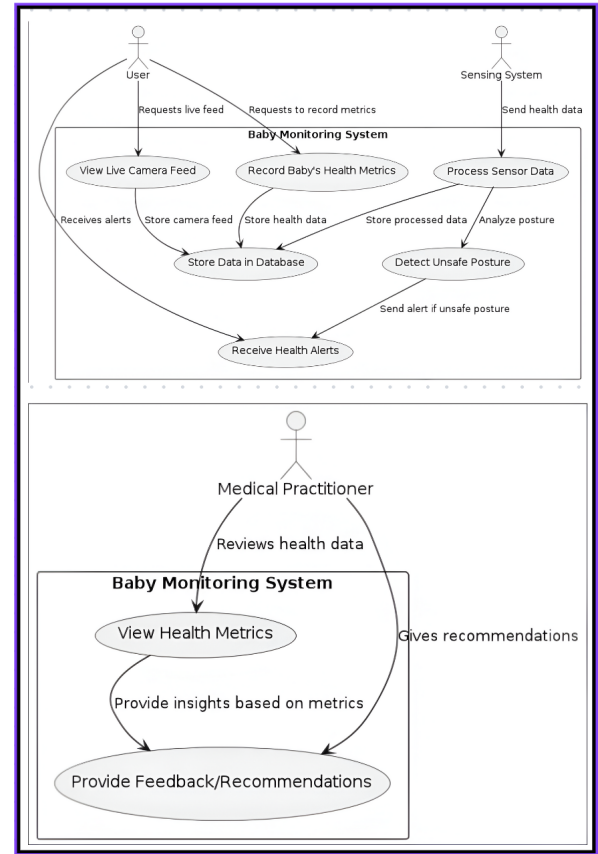 User
Sensing System
Requests live feed
Requests to record metrics
Send health data
Baby Monitoring System
View Live Camera Feed
Record Baby's Health Metrics
Process Sensor Data
Receives alerts
Store camera feed
Store health data
Store processed data
Analyze posture
Store Data in Database
Detect Unsafe Posture
Send alert if unsafe posture
Receive Health Alerts
Medical Practitioner
Reviews health data
Baby Monitoring System
View Health Metrics
Gives recommendations
Provide insights based on metrics
Provide Feedback/Recommendations